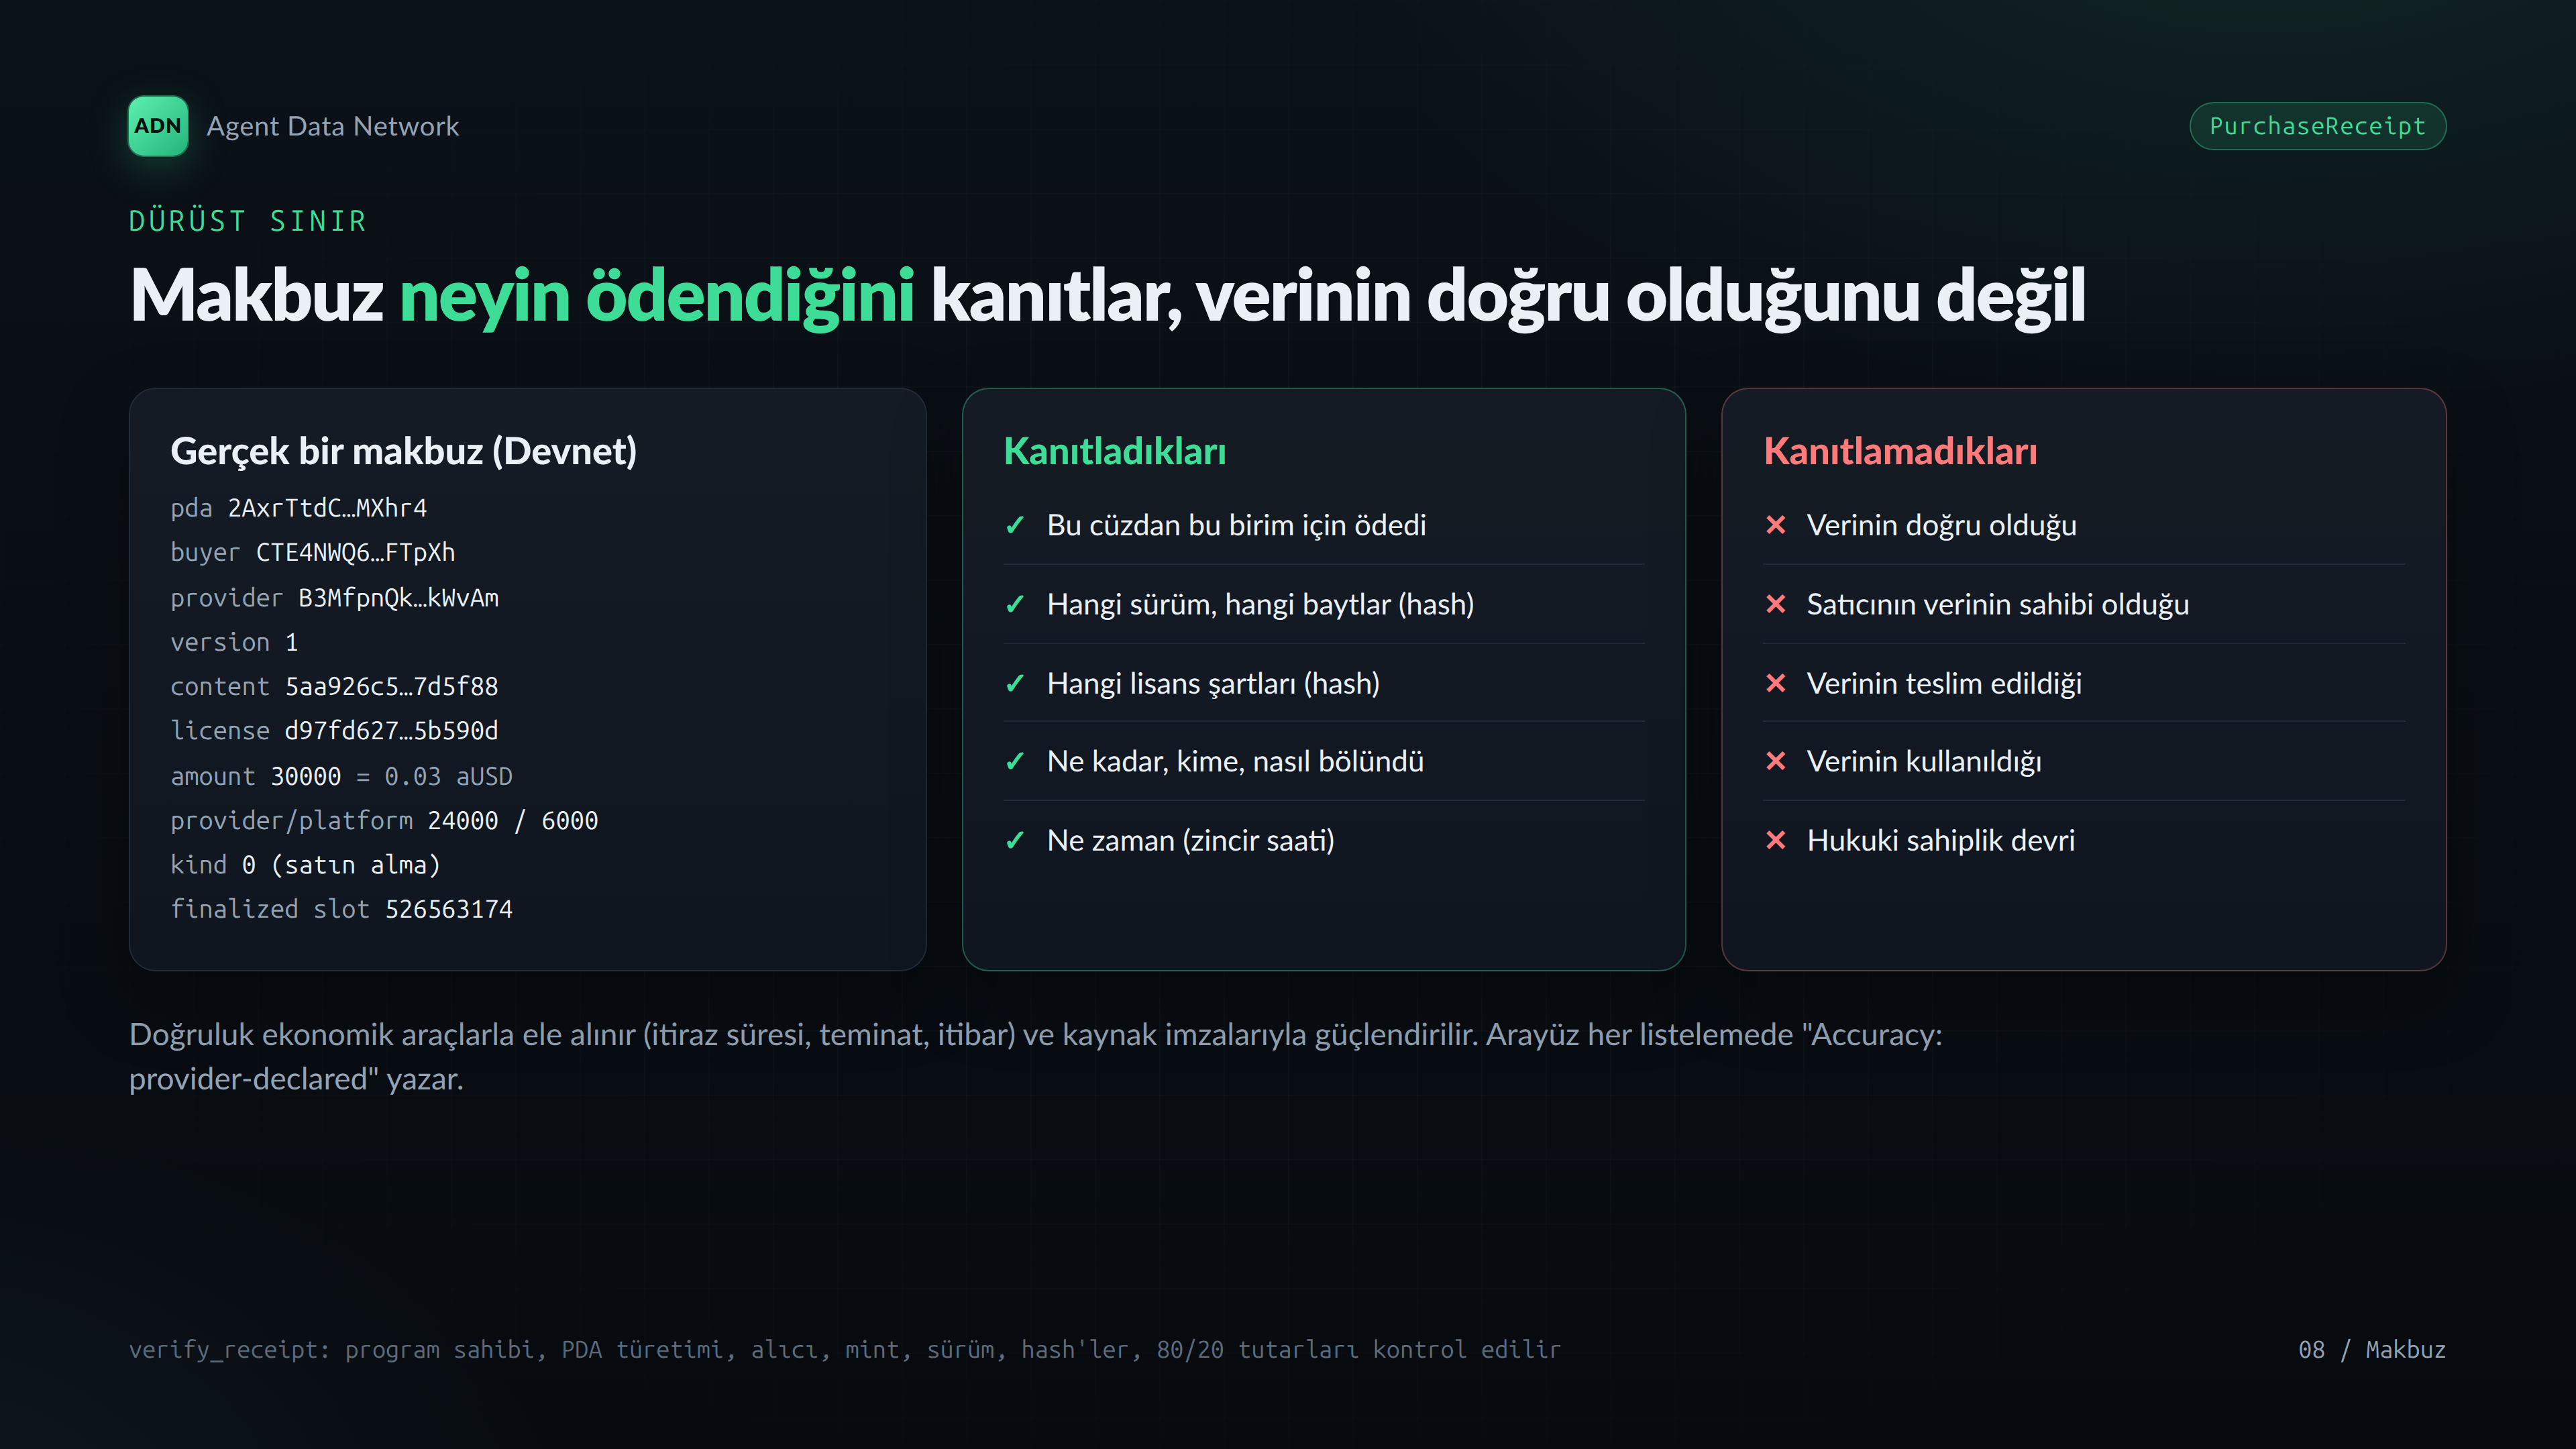 ADN Agent Data Network
PurchaseReceipt
DÜRÜST SINIR
Makbuz neyin ödendiğini kanıtlar, verinin doğru olduğunu değil
Gerçek bir makbuz (Devnet)
pda 2AxrTtdC…MXhr4
buyer CTE4NWQ6…FTpXh
provider B3MfpnQk…kWvAm
version 1
content 5aa926c5…7d5f88
license d97fd627…5b590d
amount 30000 = 0.03 aUSD
provider/platform 24000 / 6000
kind 0 (satın alma)
finalized slot 526563174
Kanıtladıkları
✓ Bu cüzdan bu birim için ödedi
✓ Hangi sürüm, hangi baytlar (hash)
✓ Hangi lisans şartları (hash)
✓ Ne kadar, kime, nasıl bölündü
✓ Ne zaman (zincir saati)
Kanıtlamadıkları
✕ Verinin doğru olduğu
✕ Satıcının verinin sahibi olduğu
✕ Verinin teslim edildiği
✕ Verinin kullanıldığı
✕ Hukuki sahiplik devri
Doğruluk ekonomik araçlarla ele alınır (itiraz süresi, teminat, itibar) ve kaynak imzalarıyla güçlendirilir. Arayüz her listelemede "Accuracy:
provider-declared" yazar.
verify_receipt: program sahibi, PDA türetimi, alıcı, mint, sürüm, hash'ler, 80/20 tutarları kontrol edilir
08 / Makbuz